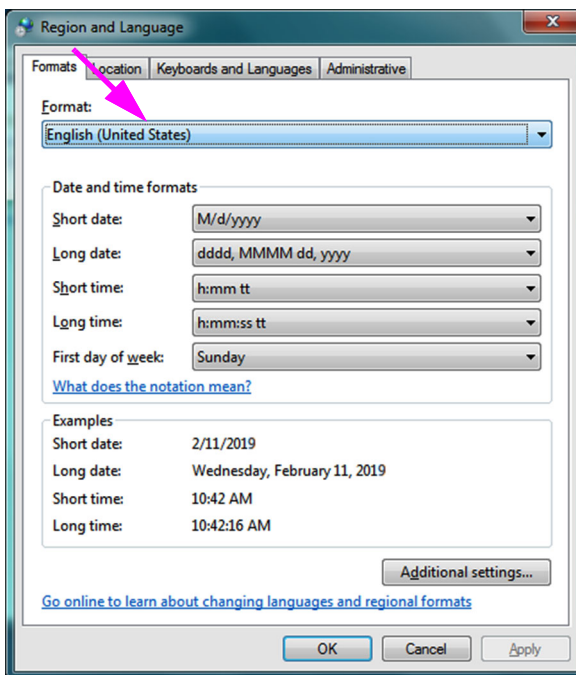 Region and Language
Formats Location Keyboards and Languages Administrative
Format:
English (United States)
Date and time formats
Short date: M/d/yyyy
Long date: dddd, MMMM dd, yyyy
Short time: h:mm tt
Long time: h:mm:ss tt
First day of week: Sunday
What does the notation mean?
Examples
Short date: 2/11/2019
Long date: Wednesday, February 11, 2019
Short time: 10:42 AM
Long time: 10:42:16 AM
Additional settings...
Go online to learn about changing languages and regional formats
OK Cancel Apply